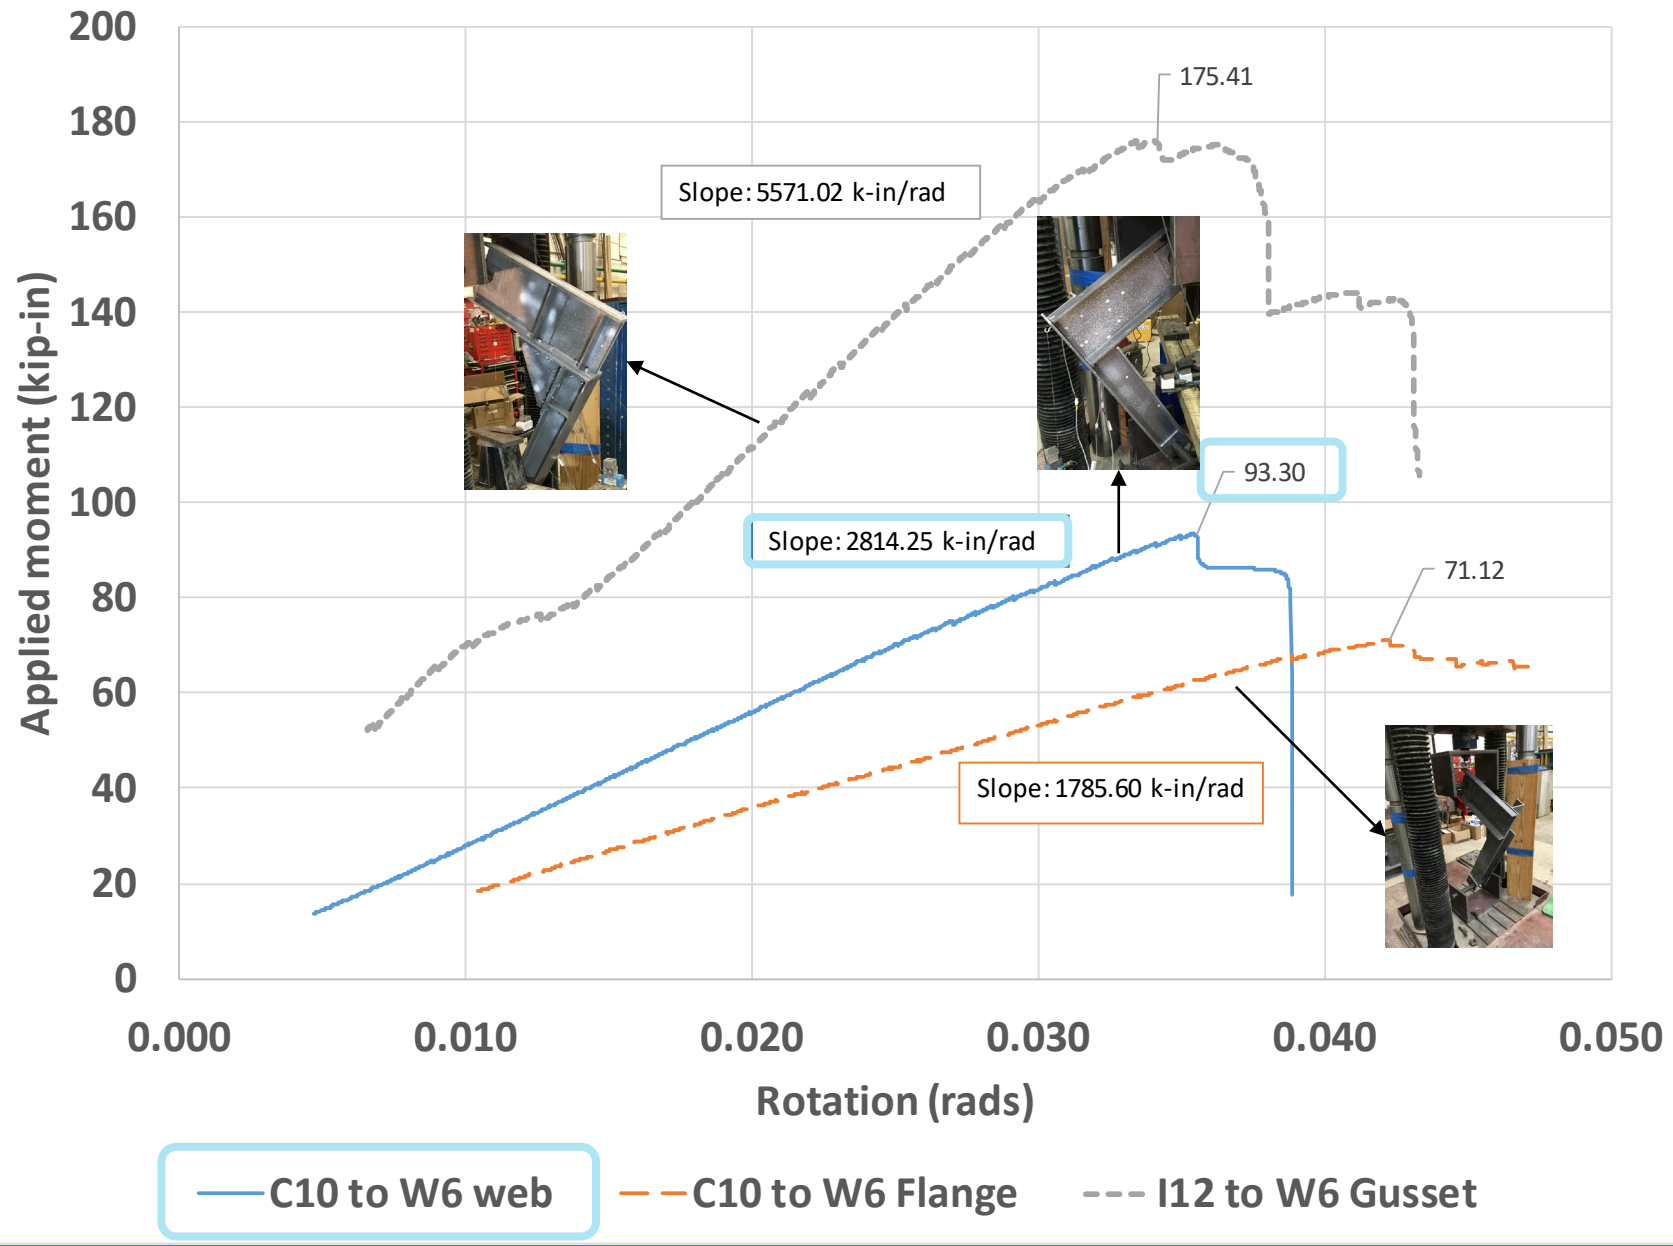 200
180
160
140
120
100
80
60
40
20
0
Applied moment (kip-in)
175.41
Slope: 5571.02 k-in/rad
93.30
Slope: 2814.25 k-in/rad
71.12
Slope: 1785.60 k-in/rad
0.000 0.010 0.020 0.030 0.040 0.050
Rotation (rads)
C10 to W6 web C10 to W6 Flange I12 to W6 Gusset